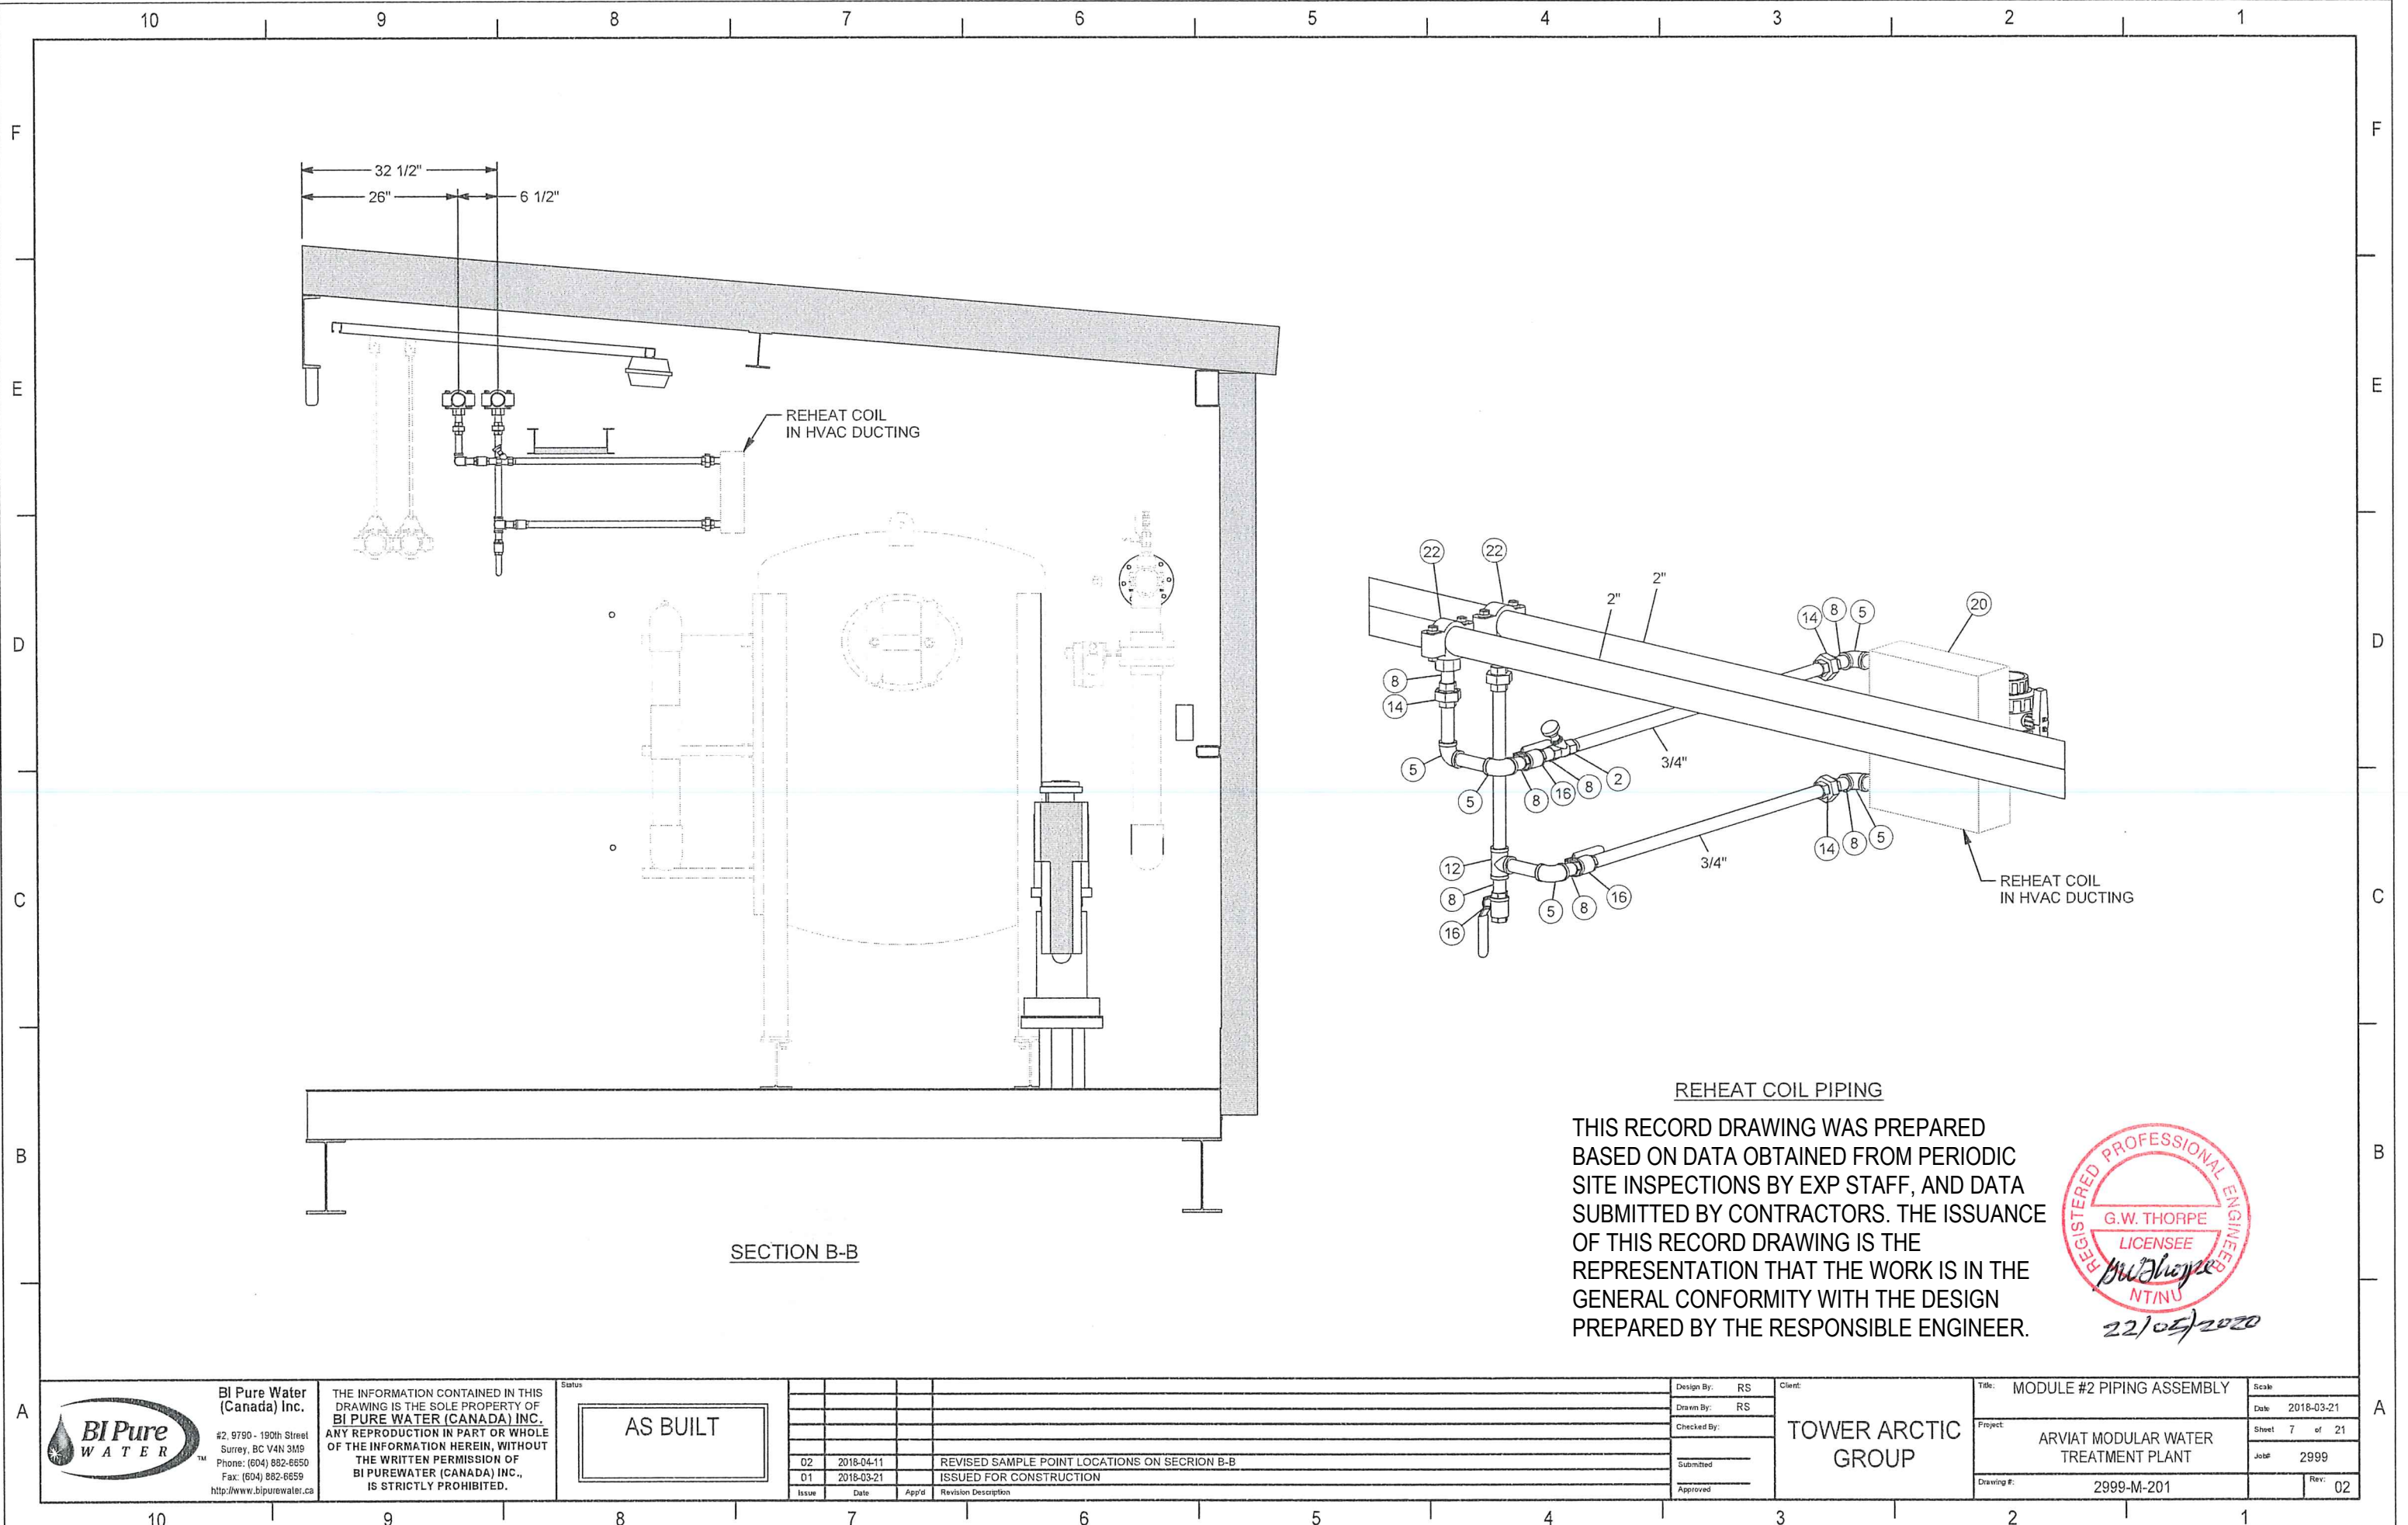 10 9 8 7 6 5 4 3 2 1
F
F
32 1/2"
26"
6 1/2"
E
E
REHEAT COIL
IN HVAC DUCTING
D
D
C
C
B
B
A
A
SECTION B-B
22
22
2"
2"
14
8
5
20
8
14
5
5
8
16
8
2
3/4"
14
8
5
12
8
16
5
8
16
3/4"
REHEAT COIL
IN HVAC DUCTING
REHEAT COIL PIPING
THIS RECORD DRAWING WAS PREPARED
BASED ON DATA OBTAINED FROM PERIODIC
SITE INSPECTIONS BY EXP STAFF, AND DATA
SUBMITTED BY CONTRACTORS. THE ISSUANCE
OF THIS RECORD DRAWING IS THE
REPRESENTATION THAT THE WORK IS IN THE
GENERAL CONFORMITY WITH THE DESIGN
PREPARED BY THE RESPONSIBLE ENGINEER.
REGISTERED PROFESSIONAL ENGINEER
G.W. THORPE
LICENSEE
GWThorpe
NT/NU
22/05/2020
BI Pure
WATER
TM
BI Pure Water
(Canada) Inc.
#2, 9790 - 190th Street
Surrey, BC V4N 3M9
Phone: (604) 882-6650
Fax: (604) 882-6659
http://www.bipurewater.ca
THE INFORMATION CONTAINED IN THIS
DRAWING IS THE SOLE PROPERTY OF
BI PURE WATER (CANADA) INC.
ANY REPRODUCTION IN PART OR WHOLE
OF THE INFORMATION HEREIN, WITHOUT
THE WRITTEN PERMISSION OF
BI PUREWATER (CANADA) INC.,
IS STRICTLY PROHIBITED.
Status
AS BUILT
02 2018-04-11 REVISED SAMPLE POINT LOCATIONS ON SECRION B-B
01 2018-03-21 ISSUED FOR CONSTRUCTION
Issue Date App'd Revision Description
Design By: RS
Drawn By: RS
Checked By:
Submitted
Approved
Client:
TOWER ARCTIC
GROUP
Title: MODULE #2 PIPING ASSEMBLY
Project:
ARVIAT MODULAR WATER
TREATMENT PLANT
Drawing #: 2999-M-201
Scale
Date 2018-03-21
Sheet 7 of 21
Job# 2999
Rev: 02
10 9 8 7 6 5 4 3 2 1